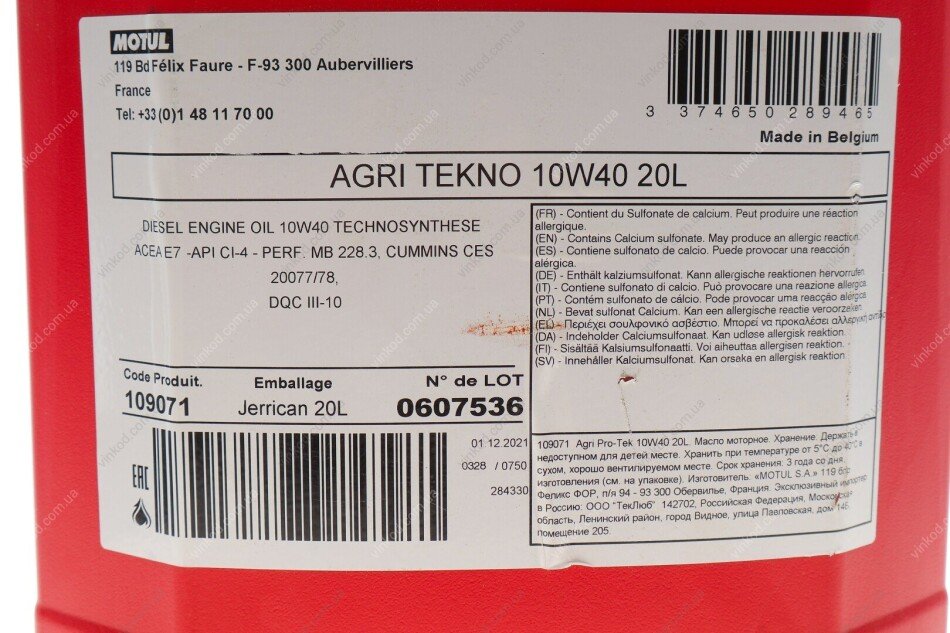 MOTUL
119 Bd Félix Faure - F-93 300 Aubervilliers
France
Tel: +33(0)1 48 11 70 00
3 374650 289465
Made in Belgium
AGRI TEKNO 10W40 20L
DIESEL ENGINE OIL 10W40 TECHNOSYNTHESE
ACEA E7 -API CI-4 - PERF. MB 228.3, CUMMINS CES
20077/78,
DQC III-10
(FR) - Contient du Sulfonate de calcium. Peut produire une réaction
allergique.
(EN) - Contains Calcium sulfonate. May produce an allergic reaction.
(ES) - Contiene sulfonato de calcio. Puede provocar una reacción
alérgica.
(DE) - Enthält kalziumsulfonat. Kann allergische reaktionen hervorrufen.
(IT) - Contiene sulfonato di calcio. Può provocare una reazione allergica.
(PT) - Contém sulfonato de cálcio. Pode provocar uma reacção alérgica.
(NL) - Bevat sulfonat Calcium. Kan een allergische reactie veroorzaken.
(EL) - Περιέχει σουλφονικό ασβέστιο. Μπορεί να προκαλέσει αλλεργική
(DA) - Indeholder Calciumsulfonaat. Kan udløse allergisk reaktion.
(FI) - Sisältää Kalsiumsulfonaatti. Voi aiheuttaa allergisen reaktion.
(SV) - Innehåller Kalsiumsulfonat. Kan orsaka en allergisk reaktion.
Code Produit.
109071
Emballage
Jerrican 20L
N° de LOT
0607536
01.12.2021
0328 / 0750
284330
EAC
109071 Agri Pro-Tek 10W40 20L. Масло моторное. Хранение. Держать в
недоступном для детей месте. Хранить при температуре от 5°C до 40°C в
сухом, хорошо вентилируемом месте. Срок хранения. 3 года со дня
изготовления (см. на упаковке). Изготовитель. «MOTUL S.A.» 119 бул
Феликс ФОР, п/я 94 - 93 300 Обервилье, Франция. Эксклюзивный импортер
в Россию: ООО "ТекЛюб" 142702, Российская Федерация, Московская
область, Ленинский район, город Видное, улица Павловская, дом 14Б,
помещение 205.
vinkod.com.ua